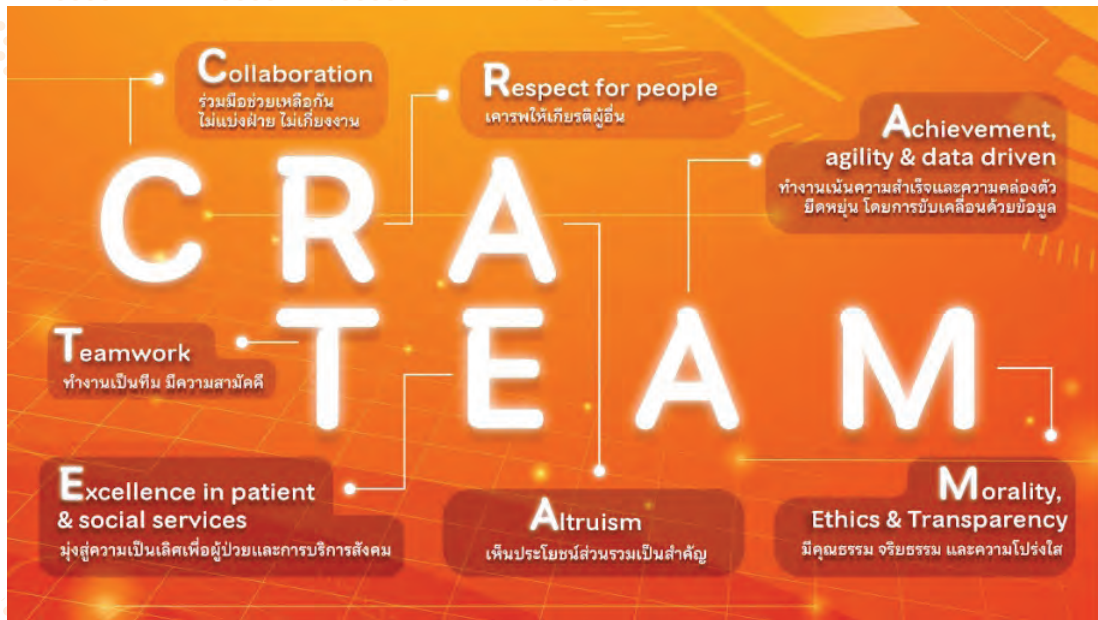 Collaboration
ร่วมมือช่วยเหลือกัน
ไม่แบ่งฝ่าย ไม่เกี่ยงงาน
Respect for people
เคารพให้เกียรติผู้อื่น
Achievement,
agility & data driven
ทำงานเน้นความสำเร็จและความคล่องตัว
ยืดหยุ่น โดยการขับเคลื่อนด้วยข้อมูล
CRA
TEAM
Teamwork
ทำงานเป็นทีม มีความสามัคคี
Excellence in patient
& social services
มุ่งสู่ความเป็นเลิศเพื่อผู้ป่วยและการบริการสังคม
Altruism
เห็นประโยชน์ส่วนรวมเป็นสำคัญ
Morality,
Ethics & Transparency
มีคุณธรรม จริยธรรม และความโปร่งใส